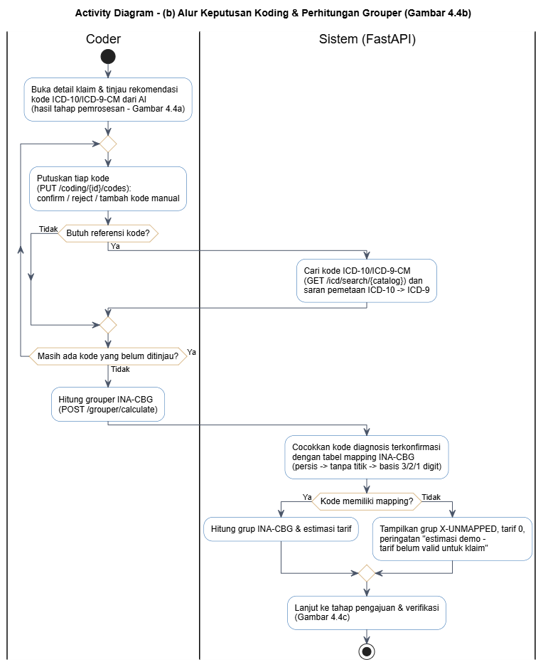 Activity Diagram - (b) Alur Keputusan Koding & Perhitungan Grouper (Gambar 4.4b)
Coder
Sistem (FastAPI)
Buka detail klaim & tinjau rekomendasi
kode ICD-10/ICD-9-CM dari AI
(hasil tahap pemrosesan - Gambar 4.4a)
Putuskan tiap kode
(PUT /coding/{id}/codes):
confirm / reject / tambah kode manual
Tidak
Butuh referensi kode?
Ya
Cari kode ICD-10/ICD-9-CM
(GET /icd/search/{catalog}) dan
saran pemetaan ICD-10 -> ICD-9
Masih ada kode yang belum ditinjau?
Ya
Tidak
Hitung grouper INA-CBG
(POST /grouper/calculate)
Cocokkan kode diagnosis terkonfirmasi
dengan tabel mapping INA-CBG
(persis -> tanpa titik -> basis 3/2/1 digit)
Ya
Kode memiliki mapping?
Tidak
Hitung grup INA-CBG & estimasi tarif
Tampilkan grup X-UNMAPPED, tarif 0,
peringatan "estimasi demo -
tarif belum valid untuk klaim"
Lanjut ke tahap pengajuan & verifikasi
(Gambar 4.4c)